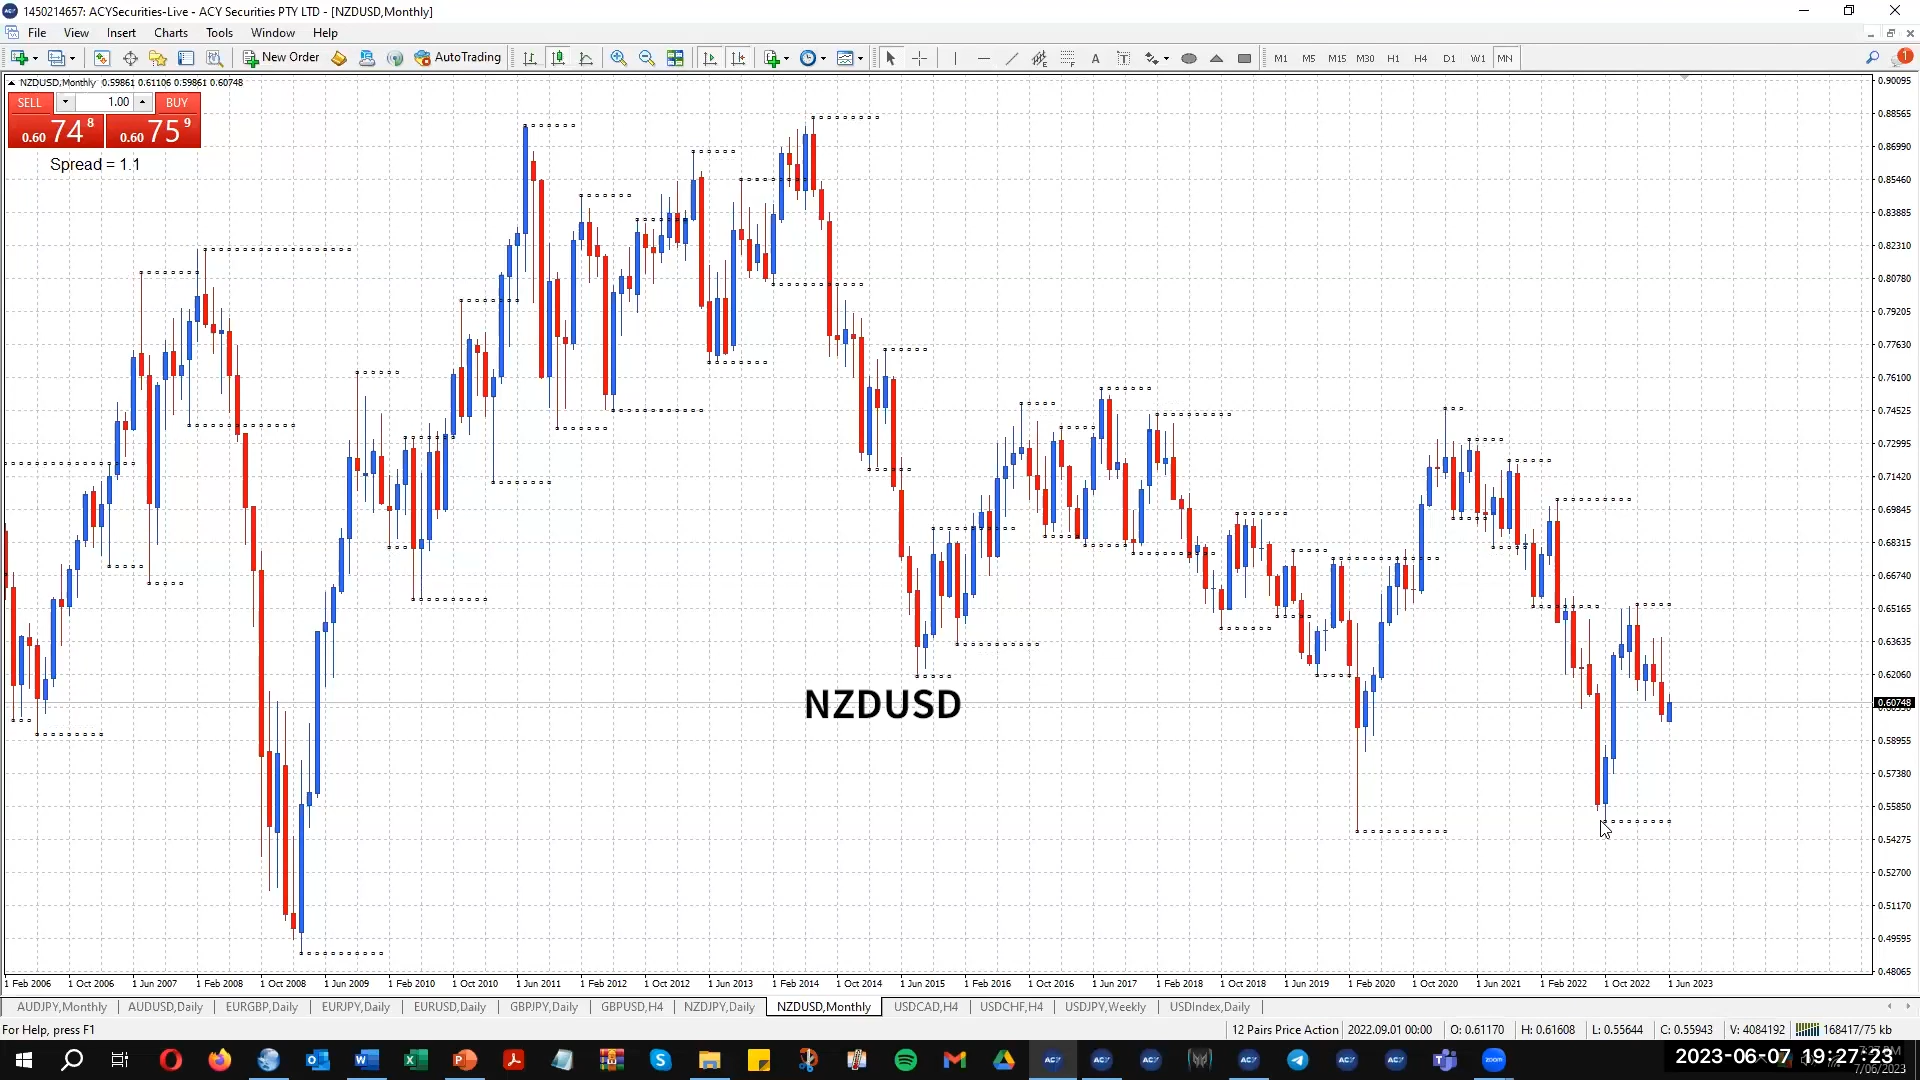 1450214657: ACYSecurities-Live - ACY Securities PTY LTD - [NZDUSD,Monthly]
File View Insert Charts Tools Window Help
New Order AutoTrading M1 M5 M15 M30 H1 H4 D1 W1 MN 1
NZDUSD,Monthly 0.59861 0.61106 0.59861 0.60748
SELL 1.00 BUY
0.60 74 8 0.60 75 9
Spread = 1.1
0.90095
0.88565
0.86990
0.85460
0.83885
0.82310
0.80780
0.79205
0.77630
0.76100
0.74525
0.72995
0.71420
0.69845
0.68315
0.66740
0.65165
0.63635
0.62060
0.60748
0.58955
0.57380
0.55850
0.54275
0.52700
0.51170
0.49595
0.48065
NZDUSD
1 Feb 2006 1 Oct 2006 1 Jun 2007 1 Feb 2008 1 Oct 2008 1 Jun 2009 1 Feb 2010 1 Oct 2010 1 Jun 2011 1 Feb 2012 1 Oct 2012 1 Jun 2013 1 Feb 2014 1 Oct 2014 1 Jun 2015 1 Feb 2016 1 Oct 2016 1 Jun 2017 1 Feb 2018 1 Oct 2018 1 Jun 2019 1 Feb 2020 1 Oct 2020 1 Jun 2021 1 Feb 2022 1 Oct 2022 1 Jun 2023
AUDJPY,Monthly AUDUSD,Daily EURGBP,Daily EURJPY,Daily EURUSD,Daily GBPJPY,Daily GBPUSD,H4 NZDJPY,Daily NZDUSD,Monthly USDCAD,H4 USDCHF,H4 USDJPY,Weekly USDIndex,Daily
For Help, press F1 12 Pairs Price Action 2022.09.01 00:00 O: 0.61170 H: 0.61608 L: 0.55644 C: 0.55943 V: 4084192 168417/75 kb
2023-06-07 19:27:23
7/06/2023